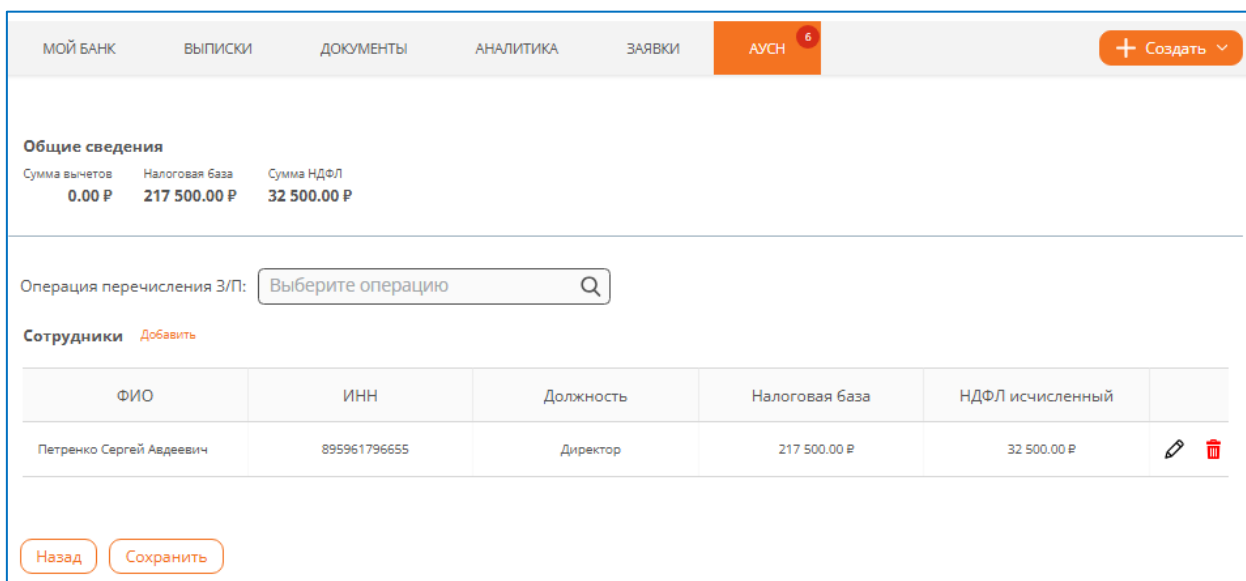 МОЙ БАНК ВЫПИСКИ ДОКУМЕНТЫ АНАЛИТИКА ЗАЯВКИ АУСН 6 + Создать
Общие сведения
Сумма вычетов Налоговая база Сумма НДФЛ
0.00 ₽ 217 500.00 ₽ 32 500.00 ₽
Операция перечисления З/П: Выберите операцию
Сотрудники Добавить
ФИО ИНН Должность Налоговая база НДФЛ исчисленный
Петренко Сергей Авдеевич 895961796655 Директор 217 500.00 ₽ 32 500.00 ₽
Назад Сохранить